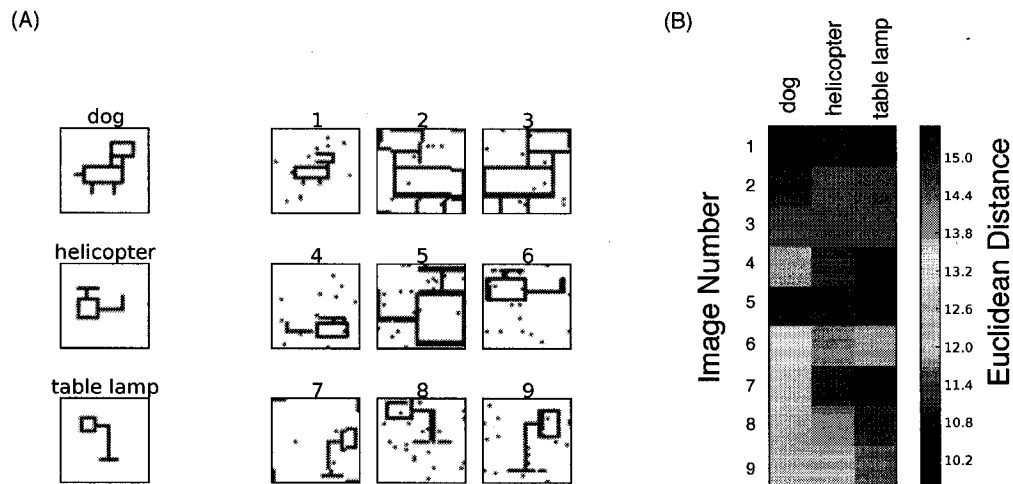 (A)
dog
1
2
3
helicopter
4
5
6
table lamp
7
8
9
(B)
dog
helicopter
table lamp
Image Number
1
2
3
4
5
6
7
8
9
15.0
14.4
13.8
13.2
12.6
12.0
11.4
10.8
10.2
Euclidean Distance